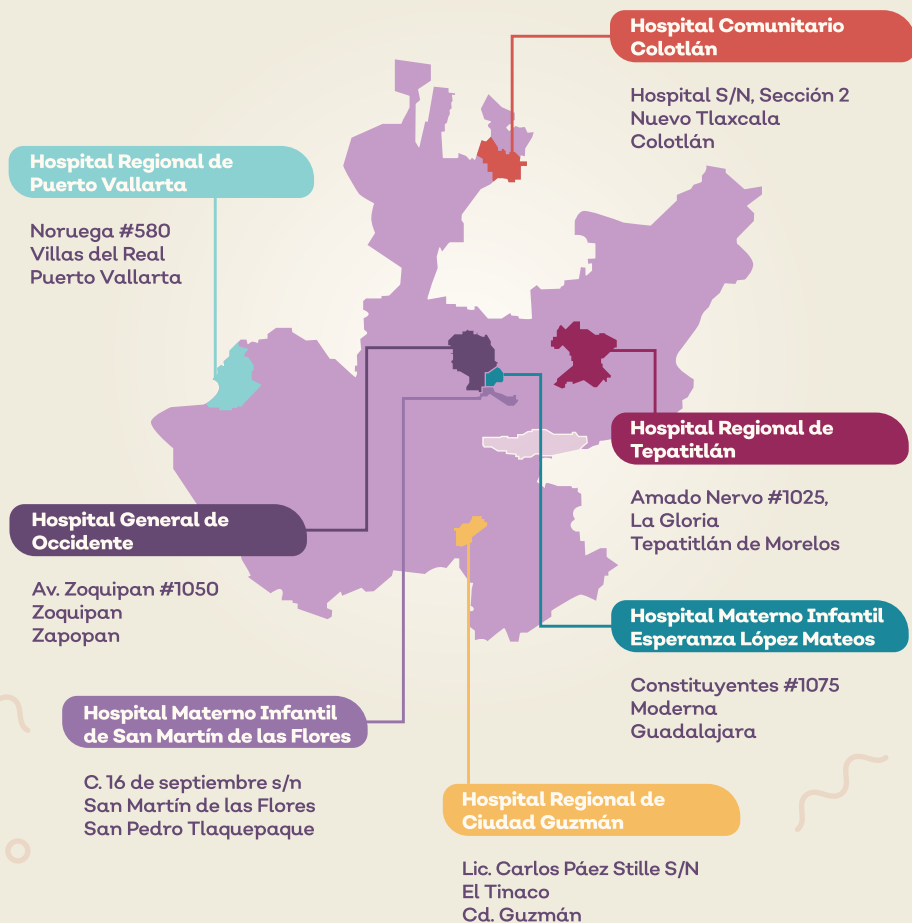 Hospital Comunitario
Colotlán
Hospital S/N, Sección 2
Nuevo Tlaxcala
Colotlán
Hospital Regional de
Puerto Vallarta
Noruega #580
Villas del Real
Puerto Vallarta
Hospital Regional de
Tepatitlán
Amado Nervo #1025,
La Gloria
Tepatitlán de Morelos
Hospital General de
Occidente
Av. Zoquipan #1050
Zoquipan
Zapopan
Hospital Materno Infantil
Esperanza López Mateos
Constituyentes #1075
Moderna
Guadalajara
Hospital Materno Infantil
de San Martín de las Flores
C. 16 de septiembre s/n
San Martín de las Flores
San Pedro Tlaquepaque
Hospital Regional de
Ciudad Guzmán
Lic. Carlos Páez Stille S/N
El Tinaco
Cd. Guzmán